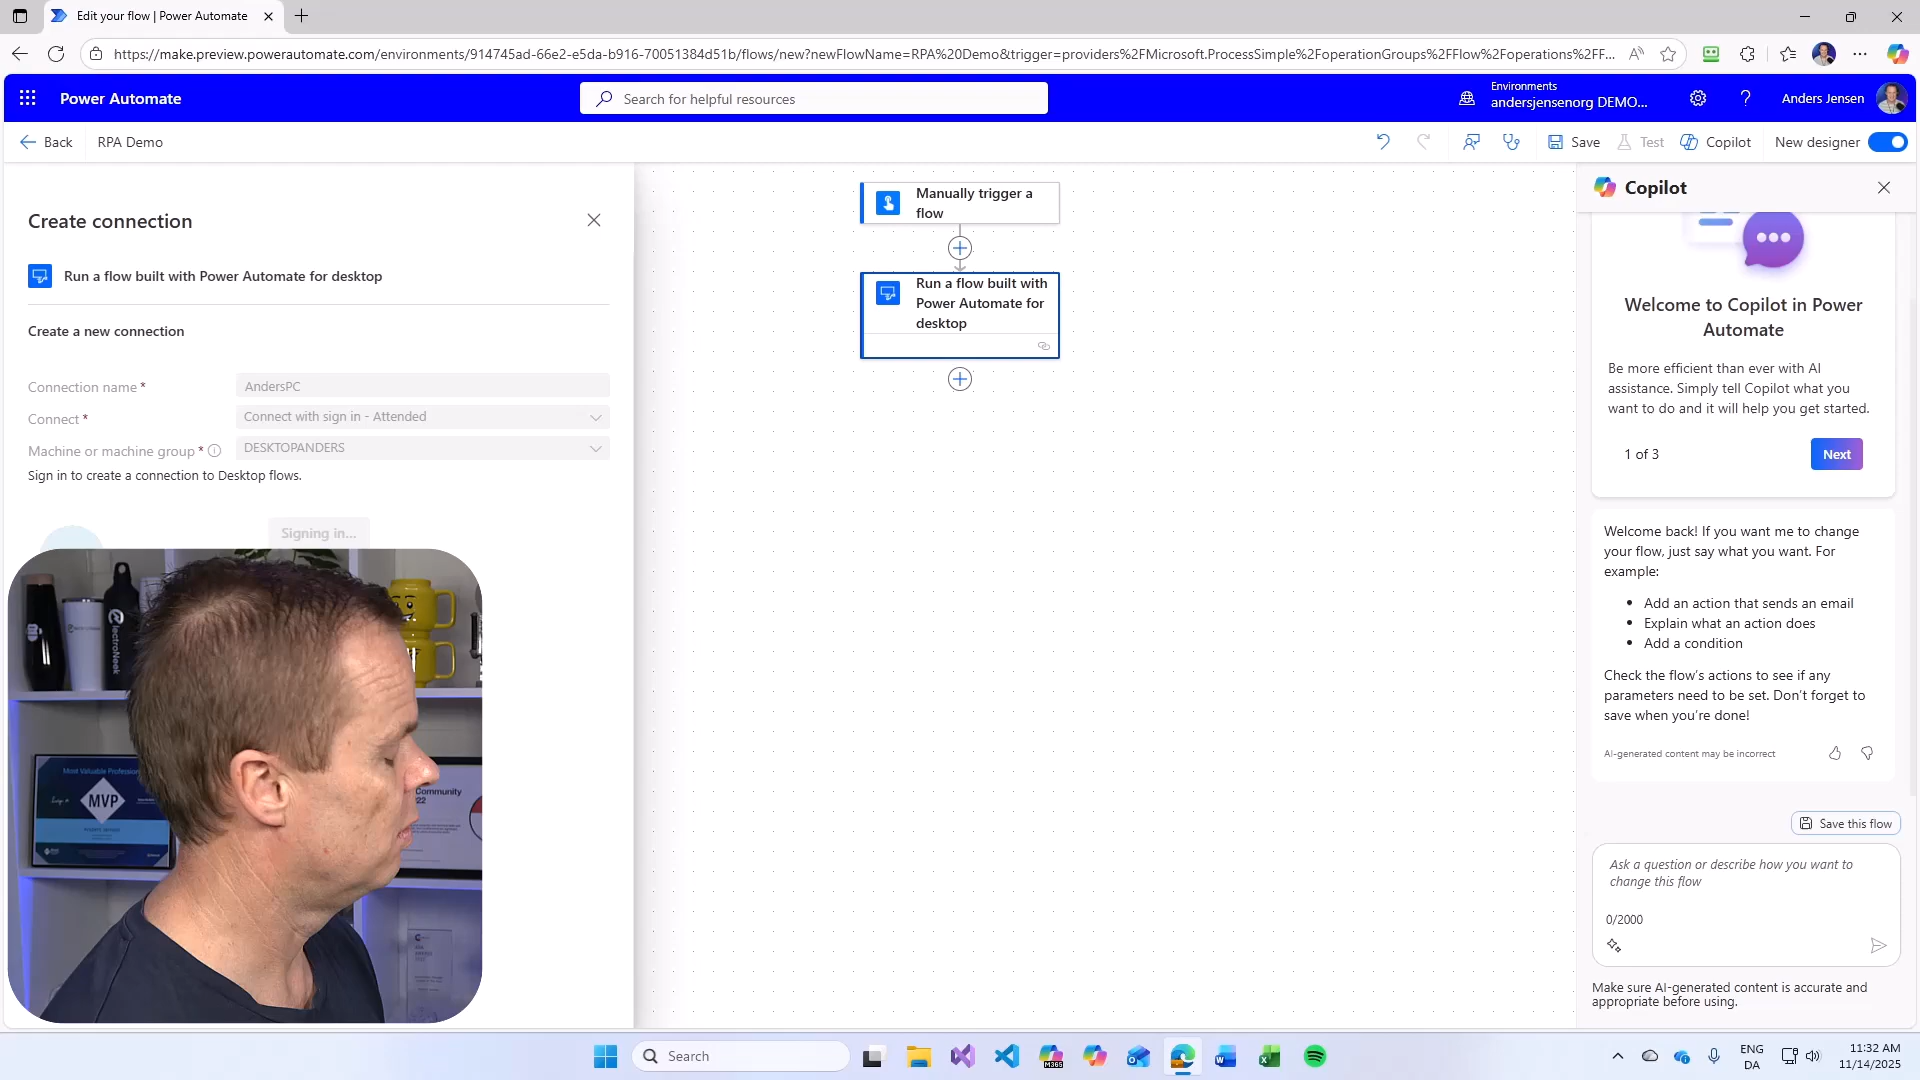 Edit your flow | Power Automate
https://make.preview.powerautomate.com/environments/914745ad-66e2-e5da-b916-70051384d51b/flows/new?newFlowName=RPA%20Demo&trigger=providers%2FMicrosoft.ProcessSimple%2FoperationGroups%2FFlow%2Foperations%2FF...
Power Automate
Search for helpful resources
Environments
andersjensenorg DEMO...
Anders Jensen
Back
RPA Demo
Save
Test
Copilot
New designer
Create connection
Run a flow built with Power Automate for desktop
Create a new connection
Connection name *
AndersPC
Connect *
Connect with sign in - Attended
Machine or machine group *
DESKTOPANDERS
Sign in to create a connection to Desktop flows.
Signing in...
Manually trigger a
flow
Run a flow built with
Power Automate for
desktop
Copilot
Welcome to Copilot in Power
Automate
Be more efficient than ever with AI
assistance. Simply tell Copilot what you
want to do and it will help you get started.
1 of 3
Next
Welcome back! If you want me to change
your flow, just say what you want. For
example:
Add an action that sends an email
Explain what an action does
Add a condition
Check the flow's actions to see if any
parameters need to be set. Don't forget to
save when you're done!
AI-generated content may be incorrect
Save this flow
Ask a question or describe how you want to
change this flow
0/2000
Make sure AI-generated content is accurate and
appropriate before using.
MVP
Community
Search
M365
ENG
DA
11:32 AM
11/14/2025